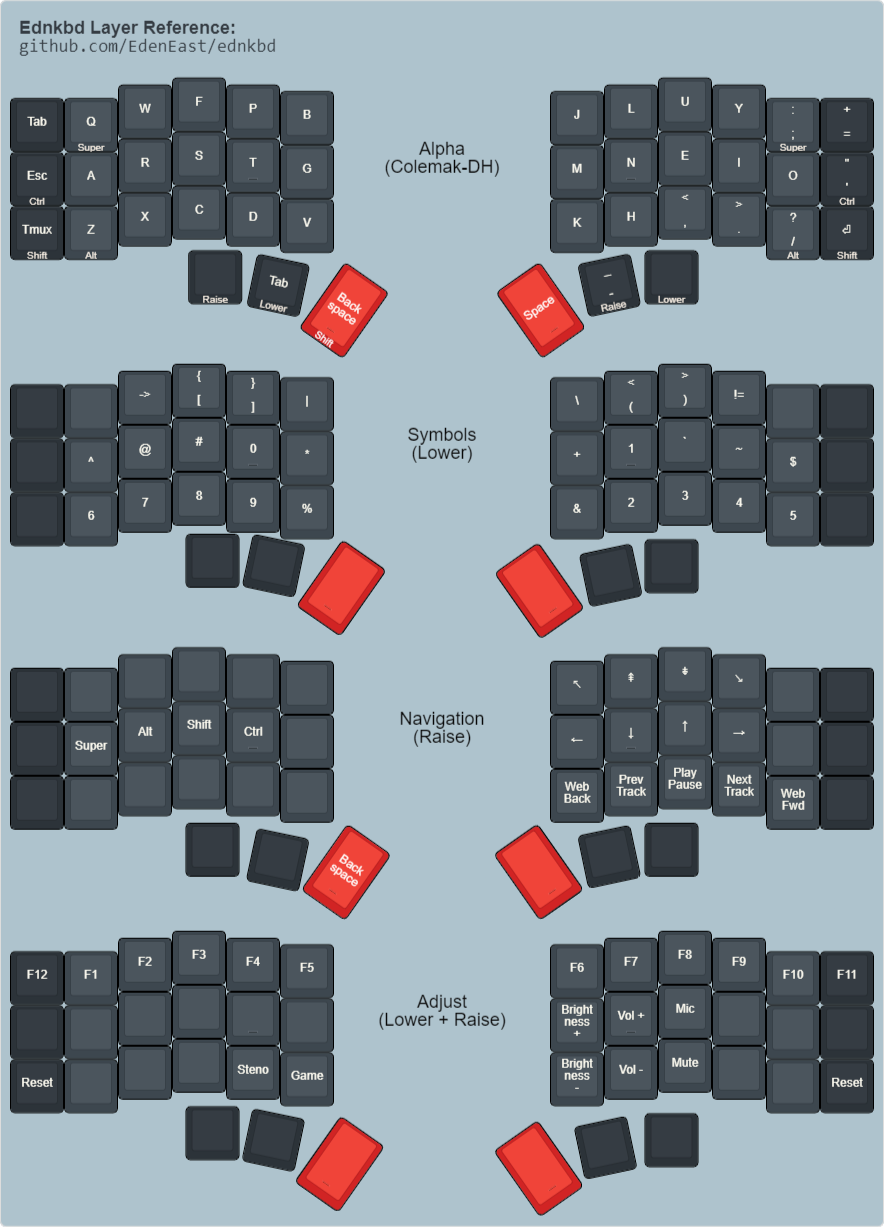 Ednkbd Layer Reference:
github.com/EdenEast/ednkbd
Tab Q W F P B
Super
Esc A R S T G
Ctrl
Tmux Z X C D V
Shift Alt
Raise
Tab
Lower
Back
space
Shift
Alpha
(Colemak-DH)
J L U Y : +
; =
Super
M N E I O "
'
Ctrl
K H < > ? ⏎
, . /
Alt Shift
Space
_
-
Raise
Lower
-> { } |
[ ]
^ @ # 0 *
6 7 8 9 %
Symbols
(Lower)
\ < > !=
( )
+ 1 ` ~ $
& 2 3 4 5
Super Alt Shift Ctrl
Back
space
Navigation
(Raise)
↖ ⇞ ⇟ ↘
← ↓ ↑ →
Web
Back
Prev
Track
Play
Pause
Next
Track
Web
Fwd
F12 F1 F2 F3 F4 F5
Reset Steno Game
Adjust
(Lower + Raise)
F6 F7 F8 F9 F10 F11
Bright
ness
+
Vol + Mic
Bright
ness
-
Vol - Mute Reset